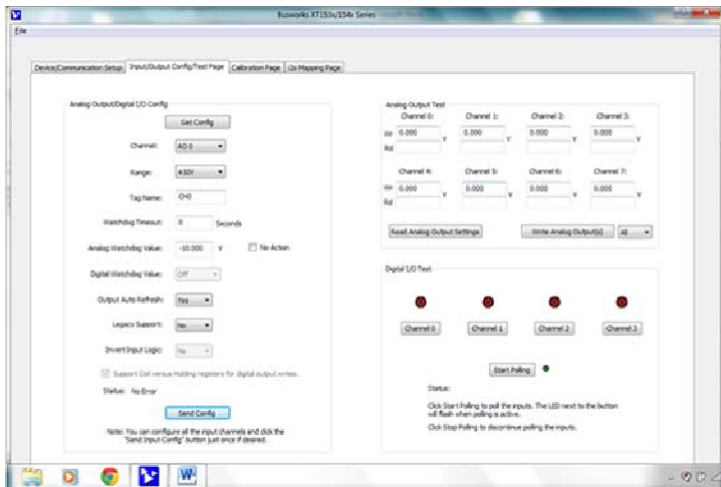 Busworks XT153x/154x Series
File
Device/Communication Setup
Input/Output Config/Test Page
Calibration Page
i2o Mapping Page
Analog Output/Digital I/O Config
Get Config
Channel: AO 0
Range: ±10V
Tag Name: CH0
Watchdog Timeout: 0 Seconds
Analog Watchdog Value: -10.000 V No Action
Digital Watchdog Value: Off
Output Auto Refresh: Yes
Legacy Support: No
Invert Input Logic: No
Support Coil versus Holding registers for digital output writes.
Status: No Error
Send Config
Note: You can configure all the input channels and click the
"Send Input Config" button just once if desired.
Analog Output Test
Channel 0: Channel 1: Channel 2: Channel 3:
Wr 0.000 V 0.000 V 0.000 V 0.000 V
Rd
Channel 4: Channel 5: Channel 6: Channel 7:
Wr 0.000 V 0.000 V 0.000 V 0.000 V
Rd
Read Analog Output Settings
Write Analog Output(s) All
Digital I/O Test
Channel 0 Channel 1 Channel 2 Channel 3
Start Polling
Status:
Click Start Polling to poll the inputs. The LED next to the button
will flash when polling is active.
Click Stop Polling to discontinue polling the inputs.